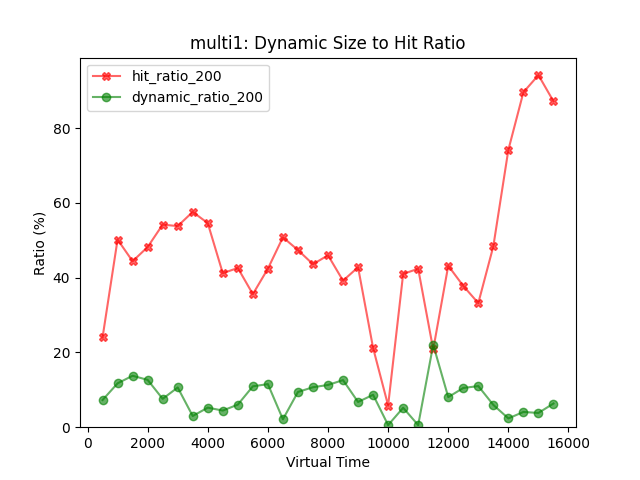 multi1: Dynamic Size to Hit Ratio
hit_ratio_200
dynamic_ratio_200
Ratio (%)
80
60
40
20
0
0 2000 4000 6000 8000 10000 12000 14000 16000
Virtual Time